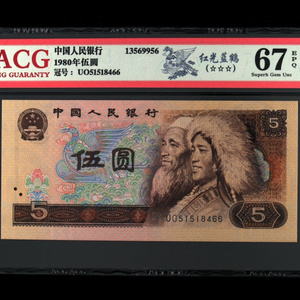 ACG
NG GUARANTY
中国人民银行 13569956
1980年伍圆
冠号：UO51518466
红光蓝鹤
(☆☆☆)
67 EPQ
Superb Gem Unc
中国人民银行
5
伍圆
5
UO51518466